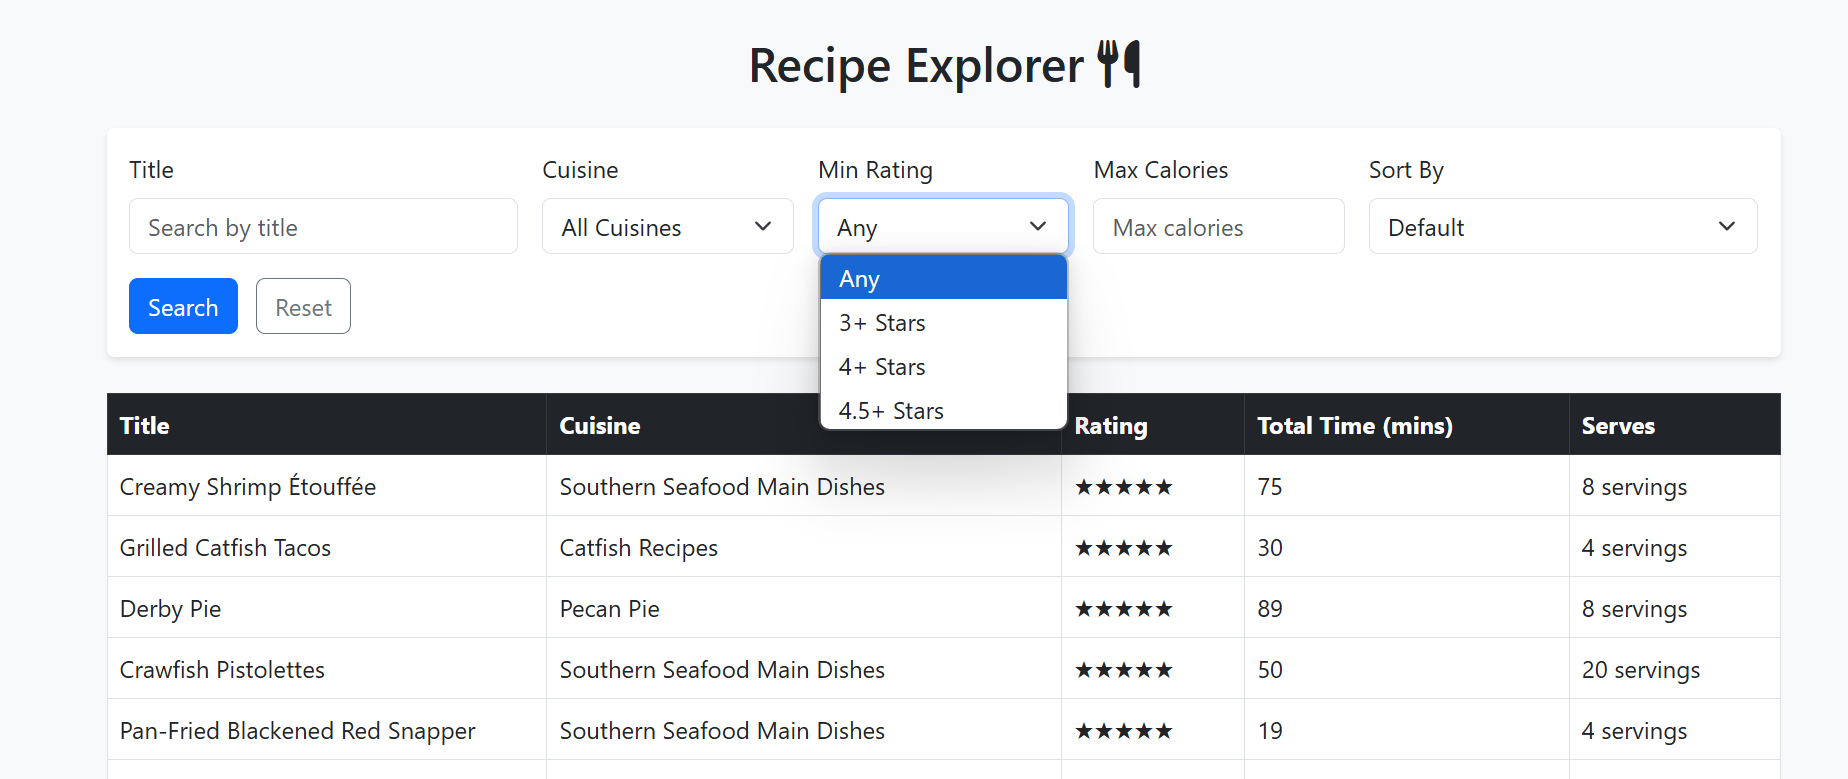 Recipe Explorer
Title Cuisine Min Rating Max Calories Sort By
Search by title All Cuisines Any Max calories Default
Any
Search Reset
3+ Stars
4+ Stars
4.5+ Stars
Title Cuisine Rating Total Time (mins) Serves
Creamy Shrimp Étouffée Southern Seafood Main Dishes ★★★★★ 75 8 servings
Grilled Catfish Tacos Catfish Recipes ★★★★★ 30 4 servings
Derby Pie Pecan Pie ★★★★★ 89 8 servings
Crawfish Pistolettes Southern Seafood Main Dishes ★★★★★ 50 20 servings
Pan-Fried Blackened Red Snapper Southern Seafood Main Dishes ★★★★★ 19 4 servings